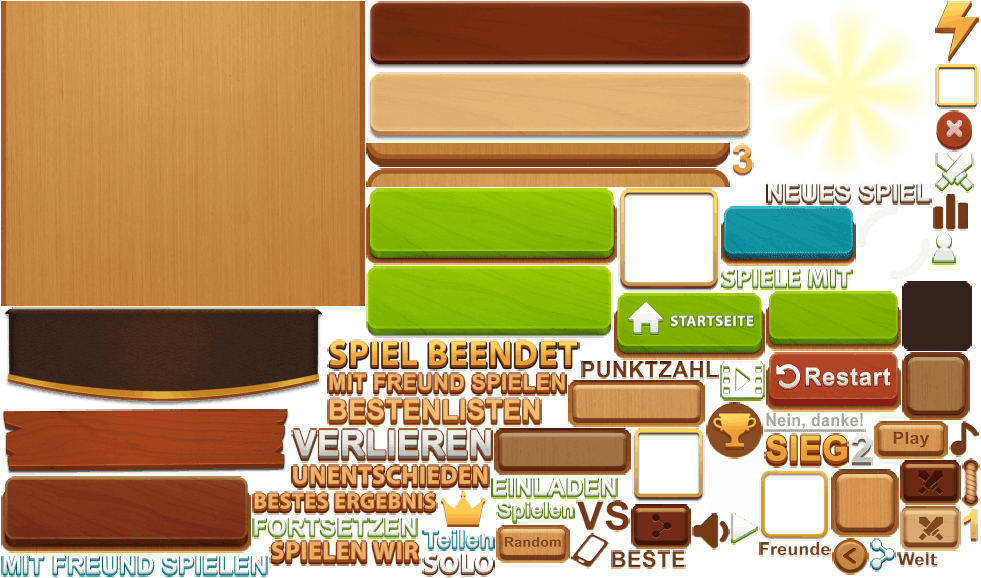 3
NEUES SPIEL
SPIELE MIT
STARTSEITE
SPIEL BEENDET
PUNKTZAHL
MIT FREUND SPIELEN
Restart
BESTENLISTEN
Nein, danke!
VERLIEREN
SIEG
2
Play
UNENTSCHIEDEN
EINLADEN
BESTES ERGEBNIS
Spielen
VS
FORTSETZEN
1
Teilen
Random
SPIELEN WIR
Freunde
BESTE
Welt
MIT FREUND SPIELEN
SOLO